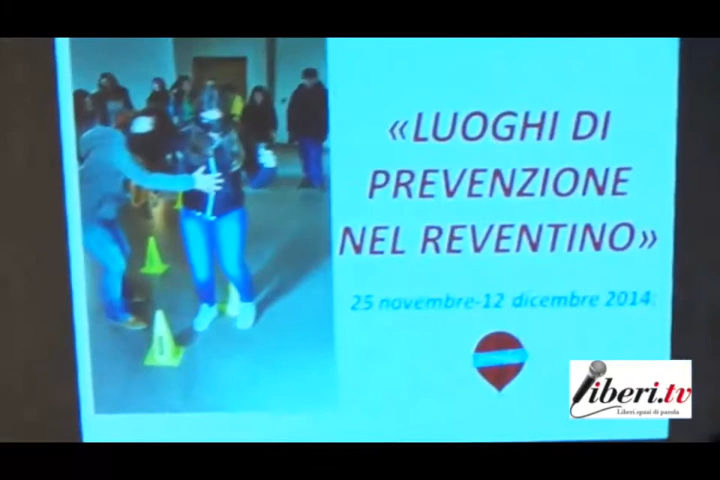 «LUOGHI DI
PREVENZIONE
NEL REVENTINO»
25 novembre-12 dicembre 2014.
liberi.tv
Liberi spazi di parola